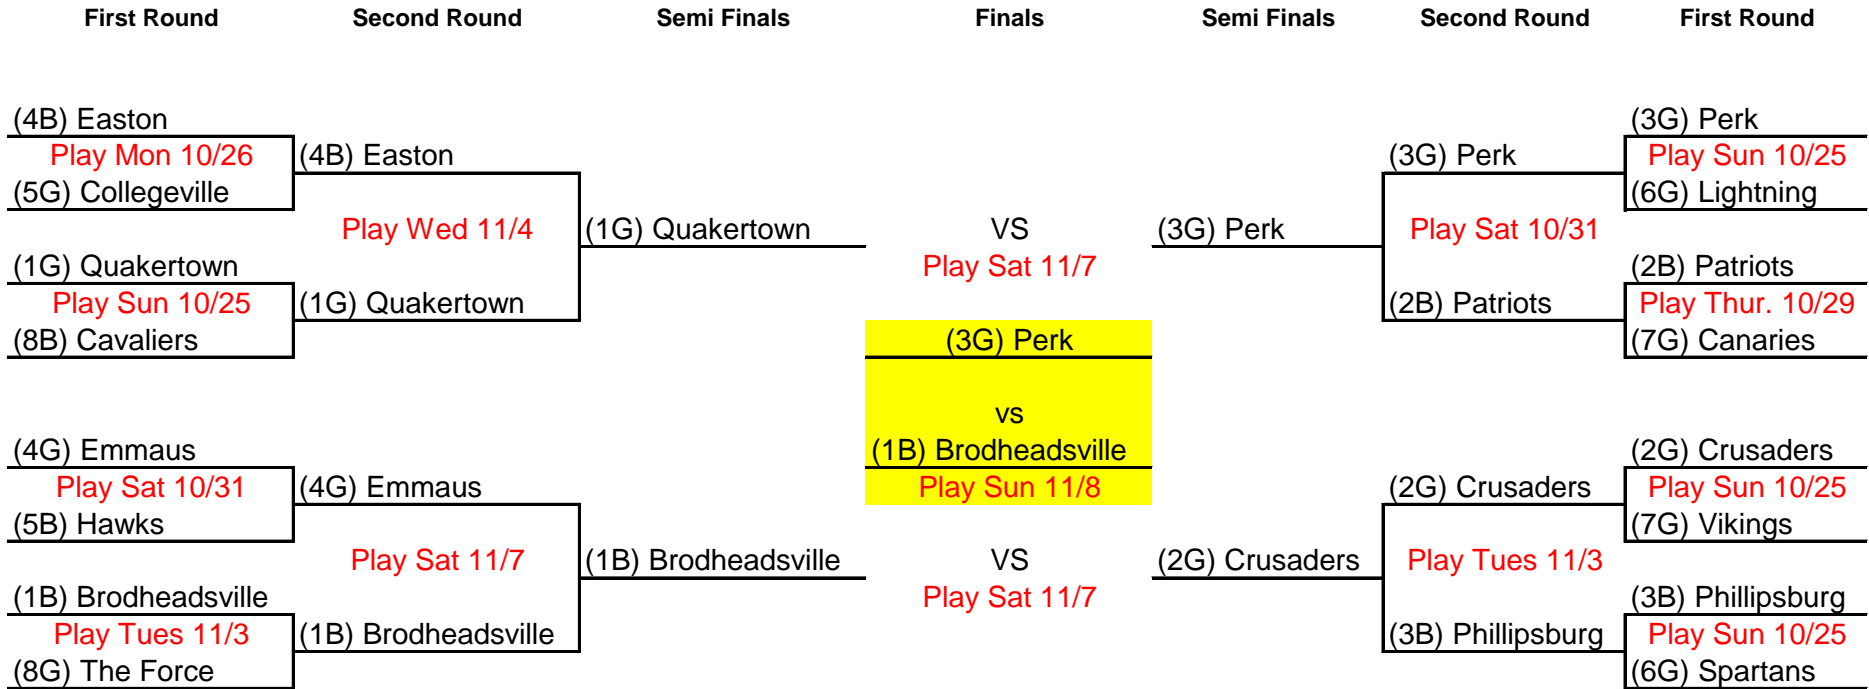 First Round Second Round Semi Finals Finals Semi Finals Second Round First Round
(4B) Easton (3G) Perk
Play Mon 10/26 (4B) Easton (3G) Perk Play Sun 10/25
(5G) Collegeville (6G) Lightning
Play Wed 11/4 (1G) Quakertown VS (3G) Perk Play Sat 10/31
(1G) Quakertown Play Sat 11/7 (2B) Patriots
Play Sun 10/25 (1G) Quakertown (2B) Patriots Play Thur. 10/29
(8B) Cavaliers (3G) Perk (7G) Canaries
vs
(4G) Emmaus (1B) Brodheadsville (2G) Crusaders
Play Sat 10/31 (4G) Emmaus Play Sun 11/8 (2G) Crusaders Play Sun 10/25
(5B) Hawks (7G) Vikings
Play Sat 11/7 (1B) Brodheadsville VS (2G) Crusaders Play Tues 11/3
(1B) Brodheadsville Play Sat 11/7 (3B) Phillipsburg
Play Tues 11/3 (1B) Brodheadsville (3B) Phillipsburg Play Sun 10/25
(8G) The Force (6G) Spartans